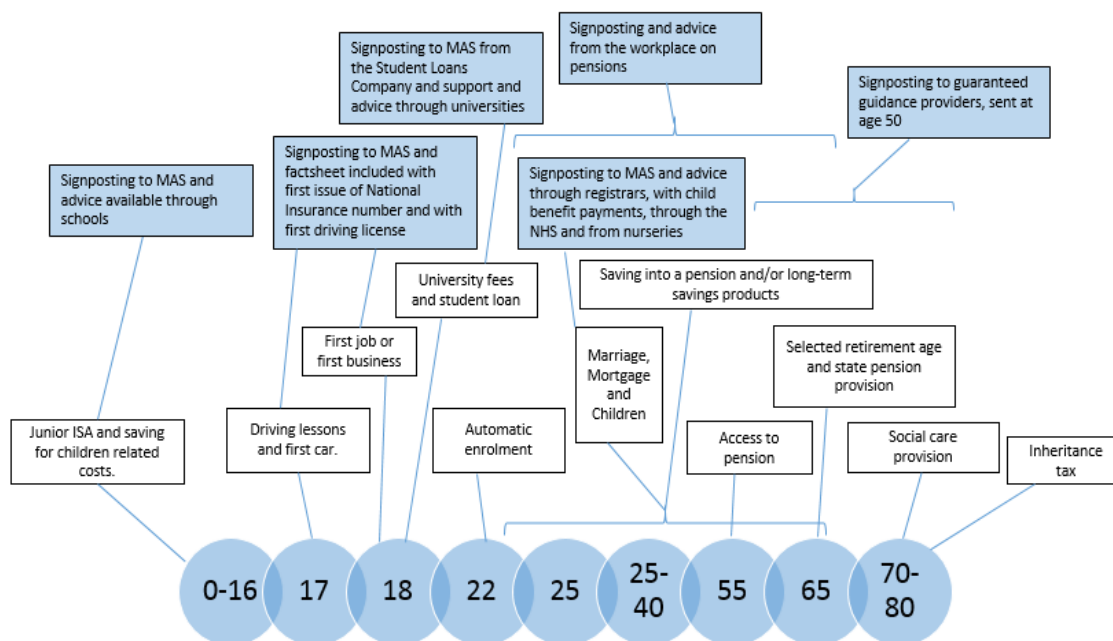 Signposting to MAS from
the Student Loans
Company and support and
advice through universities
Signposting and advice
from the workplace on
pensions
Signposting to guaranteed
guidance providers, sent at
age 50
Signposting to MAS and
advice available through
schools
Signposting to MAS and
factsheet included with
first issue of National
Insurance number and with
first driving license
Signposting to MAS and advice
through registrars, with child
benefit payments, through the
NHS and from nurseries
University fees
and student loan
Saving into a pension and/or long-term
savings products
First job or
first business
Marriage,
Mortgage
and
Children
Selected retirement age
and state pension
provision
Junior ISA and saving
for children related
costs.
Driving lessons
and first car.
Automatic
enrolment
Access to
pension
Social care
provision
Inheritance
tax
0-16
17
18
22
25
25-
40
55
65
70-
80